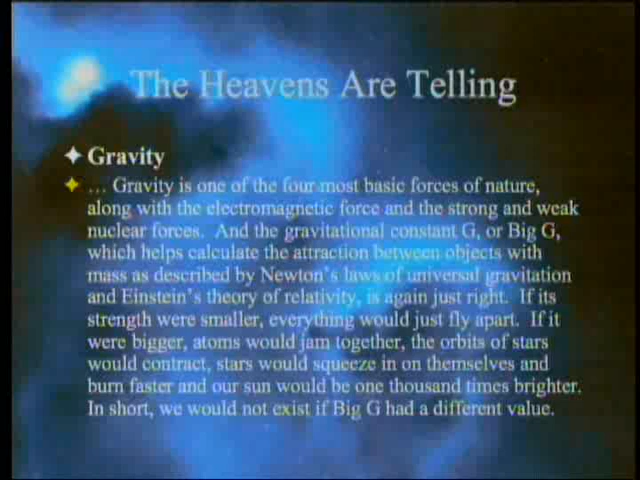 The Heavens Are Telling
Gravity
... Gravity is one of the four most basic forces of nature,
along with the electromagnetic force and the strong and weak
nuclear forces. And the gravitational constant G, or Big G,
which helps calculate the attraction between objects with
mass as described by Newton's laws of universal gravitation
and Einstein's theory of relativity, is again just right. If its
strength were smaller, everything would just fly apart. If it
were bigger, atoms would jam together, the orbits of stars
would contract, stars would squeeze in on themselves and
burn faster and our sun would be one thousand times brighter.
In short, we would not exist if Big G had a different value.